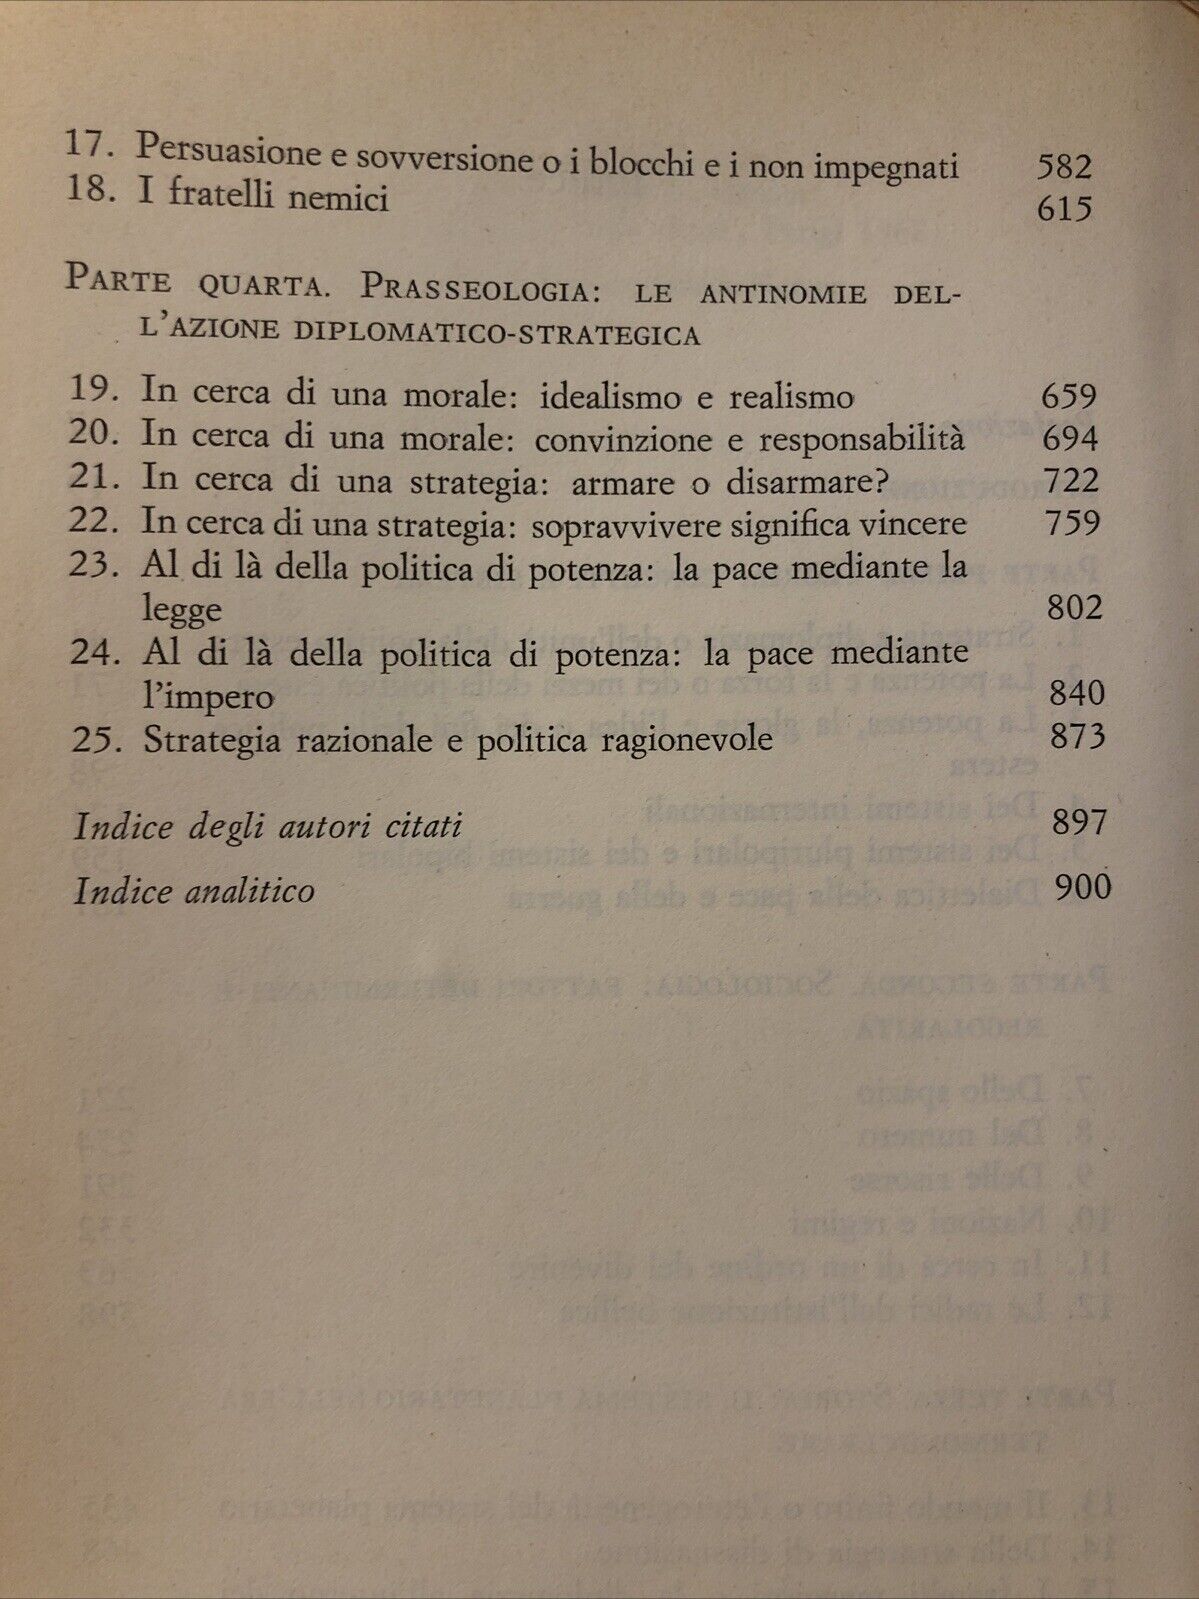 17. Persuasione e sovversione o i blocchi e i non impegnati 582
18. I fratelli nemici 615
PARTE QUARTA. PRASSEOLOGIA: LE ANTINOMIE DEL-
L'AZIONE DIPLOMATICO-STRATEGICA
19. In cerca di una morale: idealismo e realismo 659
20. In cerca di una morale: convinzione e responsabilità 694
21. In cerca di una strategia: armare o disarmare? 722
22. In cerca di una strategia: sopravvivere significa vincere 759
23. Al di là della politica di potenza: la pace mediante la
legge 802
24. Al di là della politica di potenza: la pace mediante
l'impero 840
25. Strategia razionale e politica ragionevole 873
Indice degli autori citati 897
Indice analitico 900